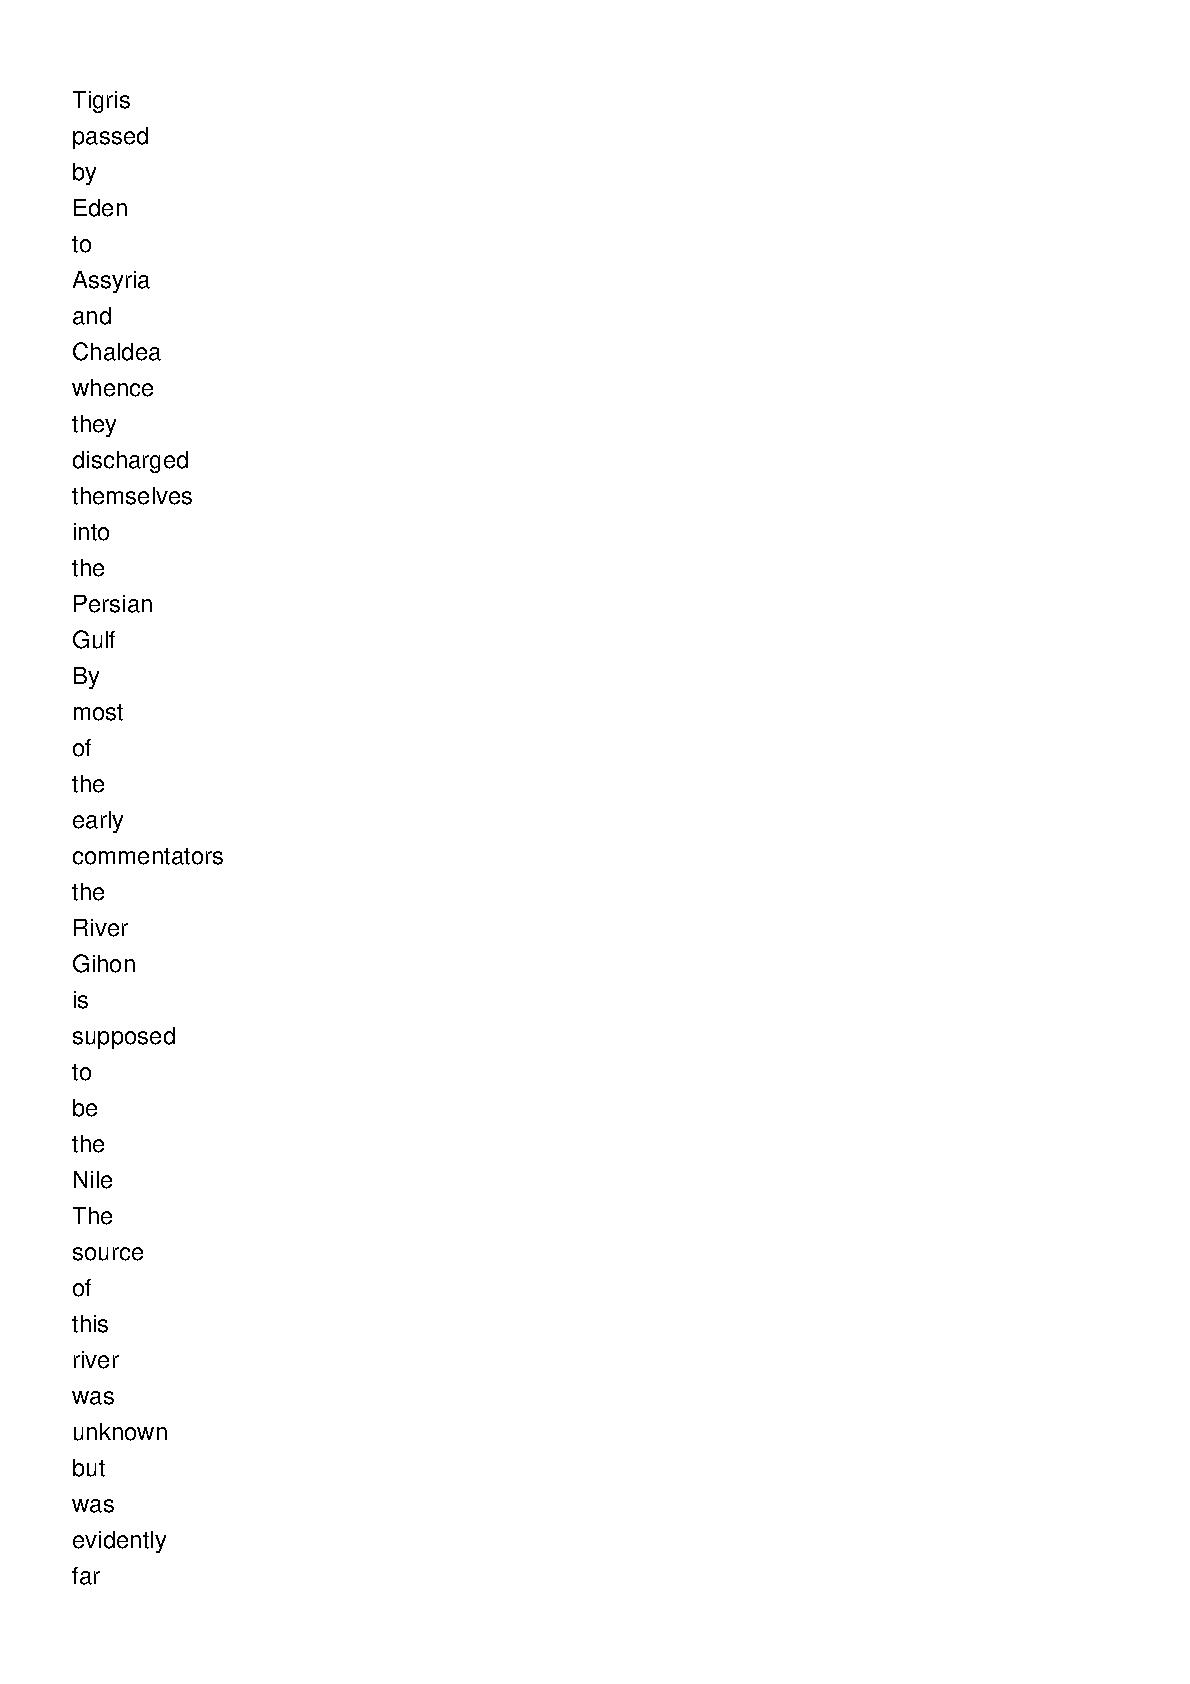 Tigris
passed
by
Eden
to
Assyria
and
Chaldea
whence
they
discharged
themselves
into
the
Persian
Gulf
By
most
of
the
early
commentators
the
River
Gihon
is
supposed
to
be
the
Nile
The
source
of
this
river
was
unknown
but
was
evidently
far